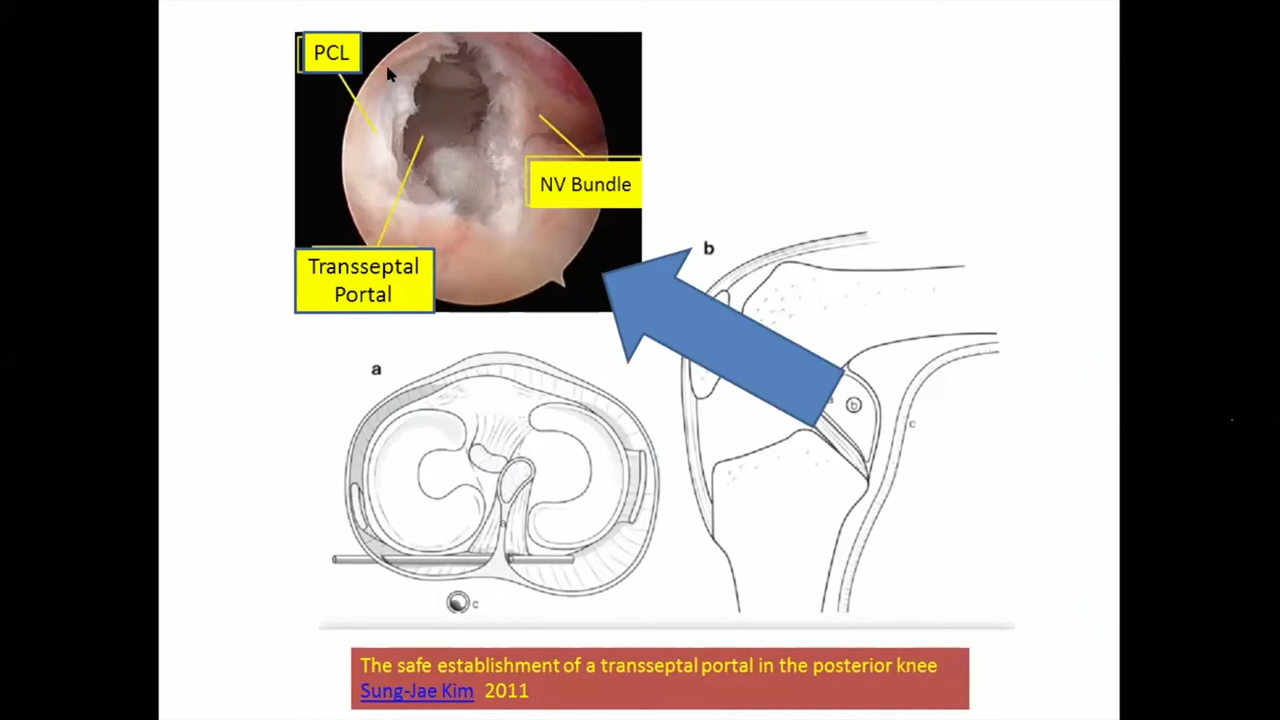 PCL
NV Bundle
Transseptal
Portal
b
a
a
b
c
a
c
The safe establishment of a transseptal portal in the posterior knee
Sung-Jae Kim 2011